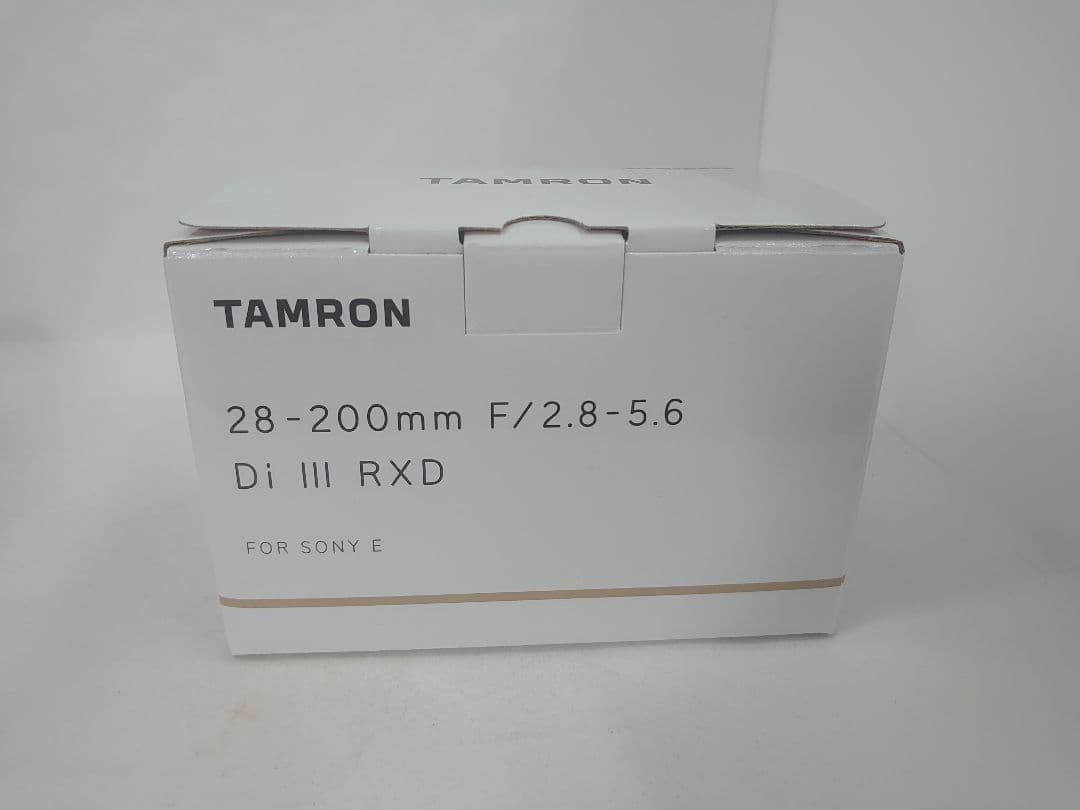 TAMRON
TAMRON
28-200mm F/2.8-5.6
Di III RXD
FOR SONY E